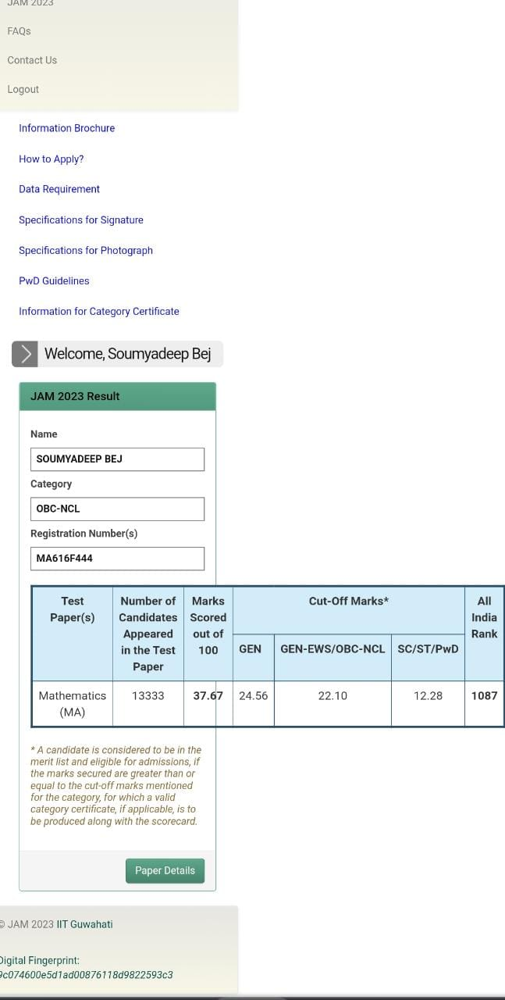 JAM 2023
FAQs
Contact Us
Logout
Information Brochure
How to Apply?
Data Requirement
Specifications for Signature
Specifications for Photograph
PwD Guidelines
Information for Category Certificate
Welcome, Soumyadeep Bej
JAM 2023 Result
Name
SOUMYADEEP BEJ
Category
OBC-NCL
Registration Number(s)
MA616F444
Test Paper(s)
Number of Candidates Appeared in the Test Paper
Marks Scored out of 100
Cut-Off Marks*
All India Rank
GEN
GEN-EWS/OBC-NCL
SC/ST/PwD
Mathematics (MA)
13333
37.67
24.56
22.10
12.28
1087
* A candidate is considered to be in the
merit list and eligible for admissions, if
the marks secured are greater than or
equal to the cut-off marks mentioned
for the category, for which a valid
category certificate, if applicable, is to
be produced along with the scorecard.
Paper Details
© JAM 2023 IIT Guwahati
Digital Fingerprint:
9c074600e5d1ad00876118d9822593c3